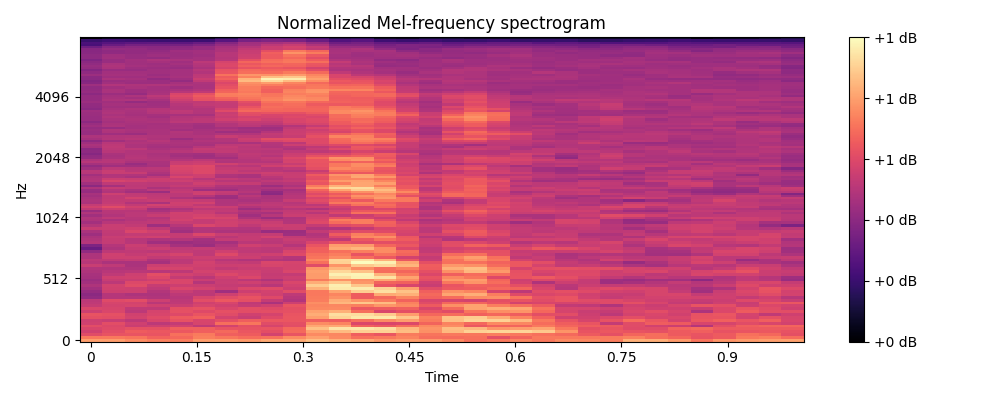 Normalized Mel-frequency spectrogram
Hz
4096
2048
1024
512
0
0 0.15 0.3 0.45 0.6 0.75 0.9
Time
+1 dB
+1 dB
+1 dB
+0 dB
+0 dB
+0 dB